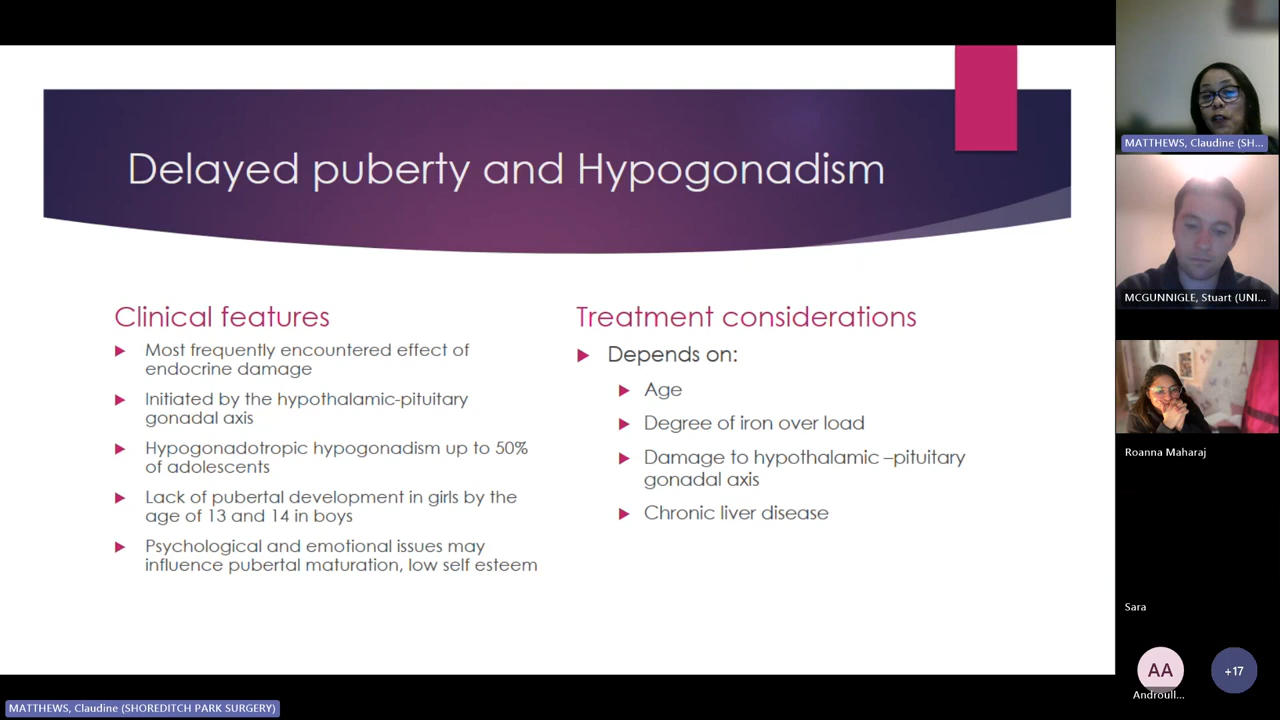 Delayed puberty and Hypogonadism
Clinical features
Most frequently encountered effect of
endocrine damage
Initiated by the hypothalamic-pituitary
gonadal axis
Hypogonadotropic hypogonadism up to 50%
of adolescents
Lack of pubertal development in girls by the
age of 13 and 14 in boys
Psychological and emotional issues may
influence pubertal maturation, low self esteem
Treatment considerations
Depends on:
Age
Degree of iron over load
Damage to hypothalamic –pituitary
gonadal axis
Chronic liver disease
MATTHEWS, Claudine (SH...
MCGUNNIGLE, Stuart (UNI...
Roanna Maharaj
Sara
AA
Androull...
+17
MATTHEWS, Claudine (SHOREDITCH PARK SURGERY)